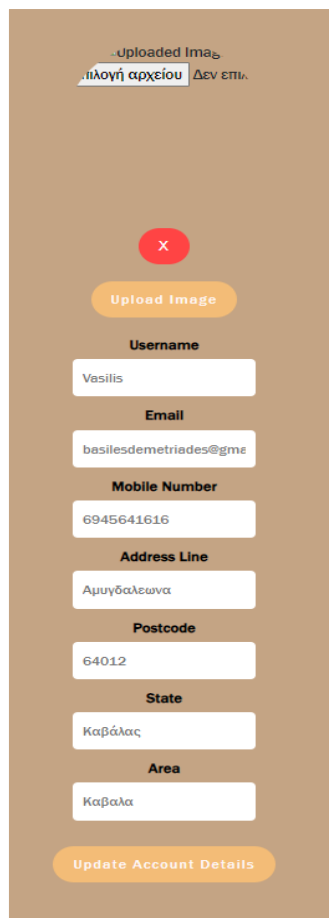 Uploaded Imag
πιλογή αρχείου Δεν επιλ
X
Upload Image
Username
Vasilis
Email
basilesdemetriades@gma
Mobile Number
6945641616
Address Line
Αμυγδαλεωνα
Postcode
64012
State
Καβάλας
Area
Καβαλα
Update Account Details